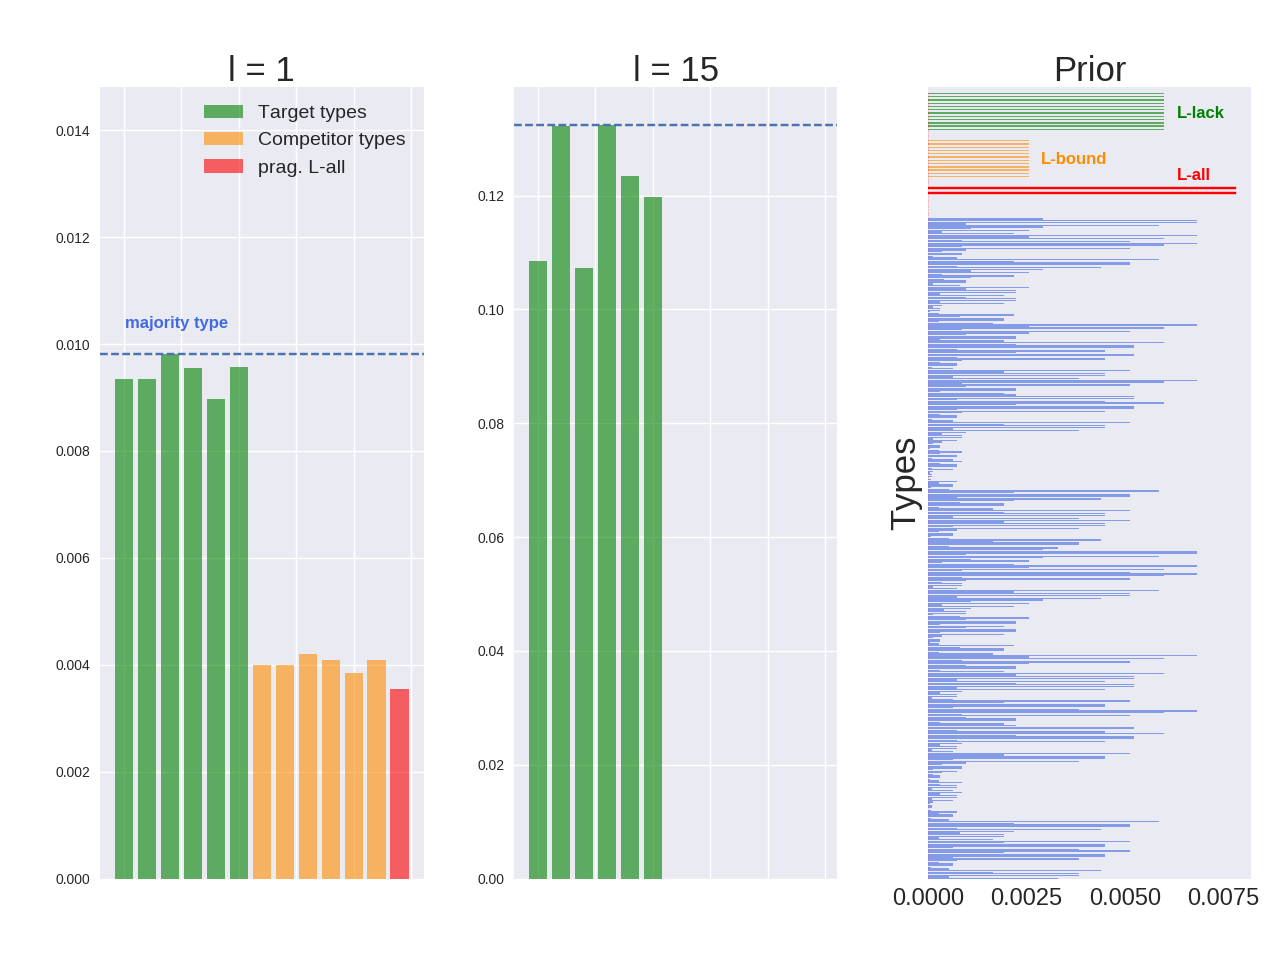 l = 1
0.014
0.012
0.010
0.008
0.006
0.004
0.002
0.000
Target types
Competitor types
prag. L-all
majority type
l = 15
0.12
0.10
0.08
0.06
0.04
0.02
0.00
Prior
L-lack
L-bound
L-all
Types
0.0000 0.0025 0.0050 0.0075